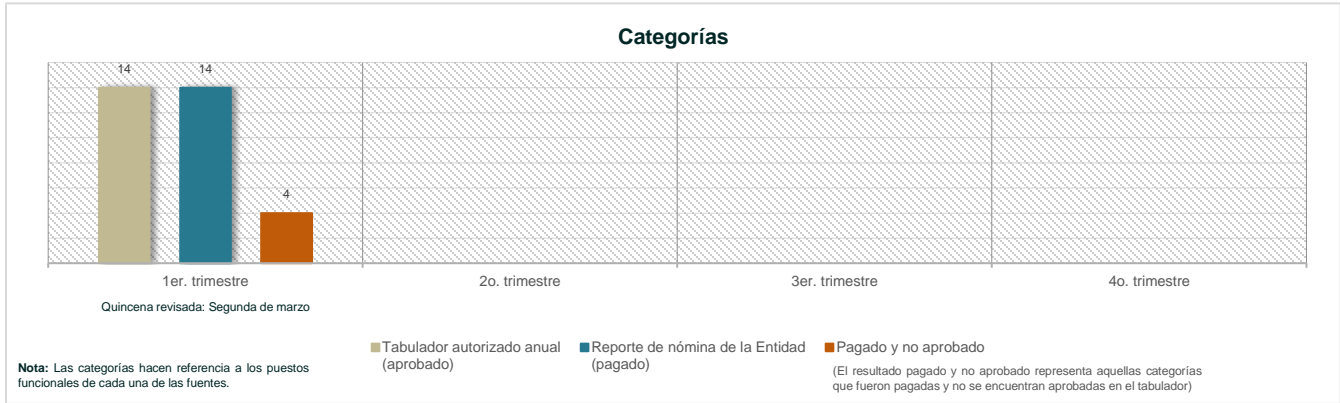 Categorías
14
14
4
1er. trimestre
2o. trimestre
3er. trimestre
4o. trimestre
Quincena revisada: Segunda de marzo
Tabulador autorizado anual
(aprobado)
Reporte de nómina de la Entidad
(pagado)
Pagado y no aprobado
(El resultado pagado y no aprobado representa aquellas categorías
que fueron pagadas y no se encuentran aprobadas en el tabulador)
Nota: Las categorías hacen referencia a los puestos
funcionales de cada una de las fuentes.